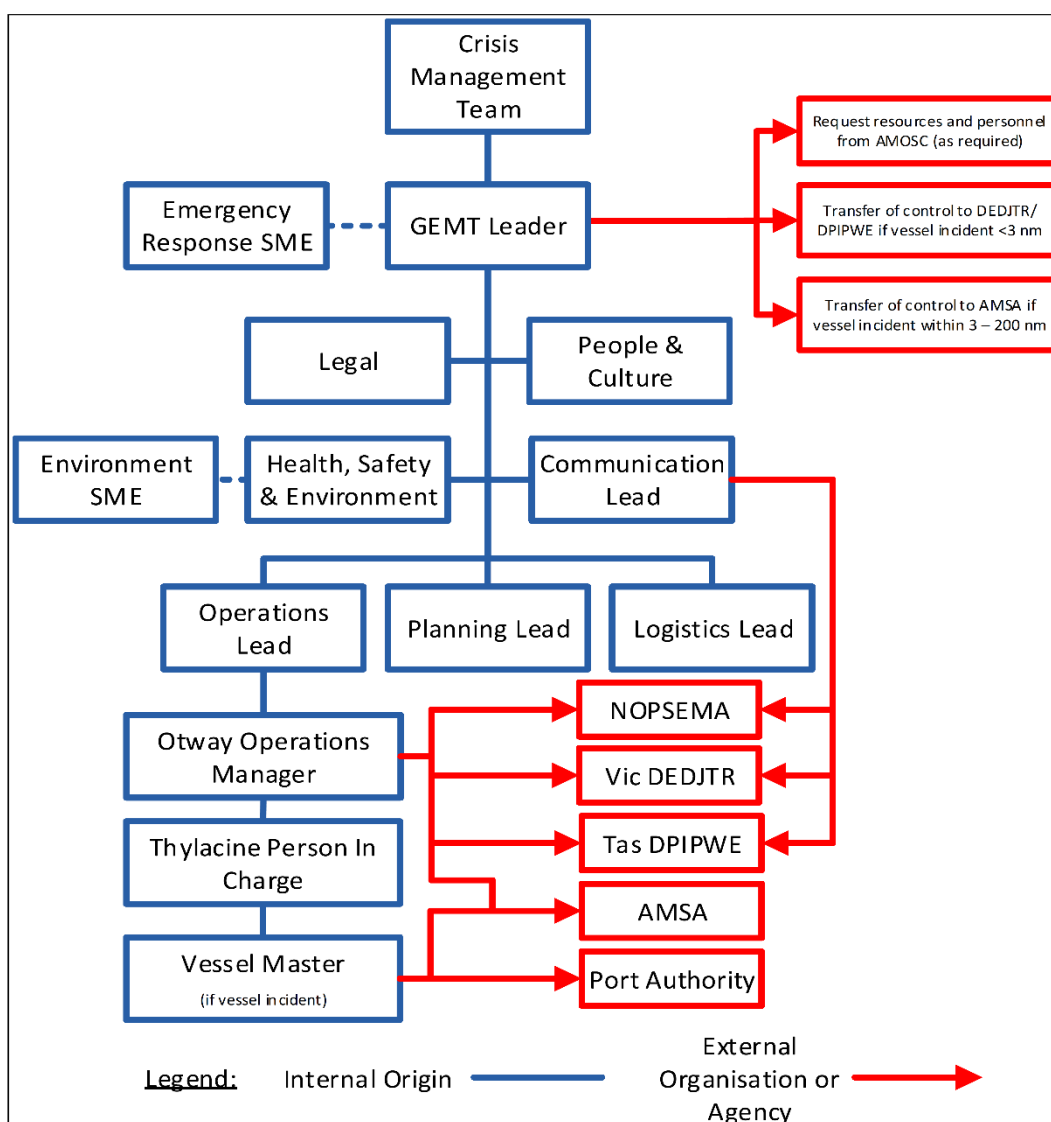 Crisis
Management
Team
Request resources and personnel
from AMOSC (as required)
Emergency
Response SME
GEMT Leader
Transfer of control to DEDJTR/
DPIPWE if vessel incident <3 nm
Transfer of control to AMSA if
vessel incident within 3 – 200 nm
Legal
People &
Culture
Environment
SME
Health, Safety
& Environment
Communication
Lead
Operations
Lead
Planning Lead
Logistics Lead
Otway Operations
Manager
NOPSEMA
Vic DEDJTR
Thylacine Person In
Charge
Tas DPIPWE
AMSA
Vessel Master
(if vessel incident)
Port Authority
Legend:
Internal Origin
External
Organisation or
Agency